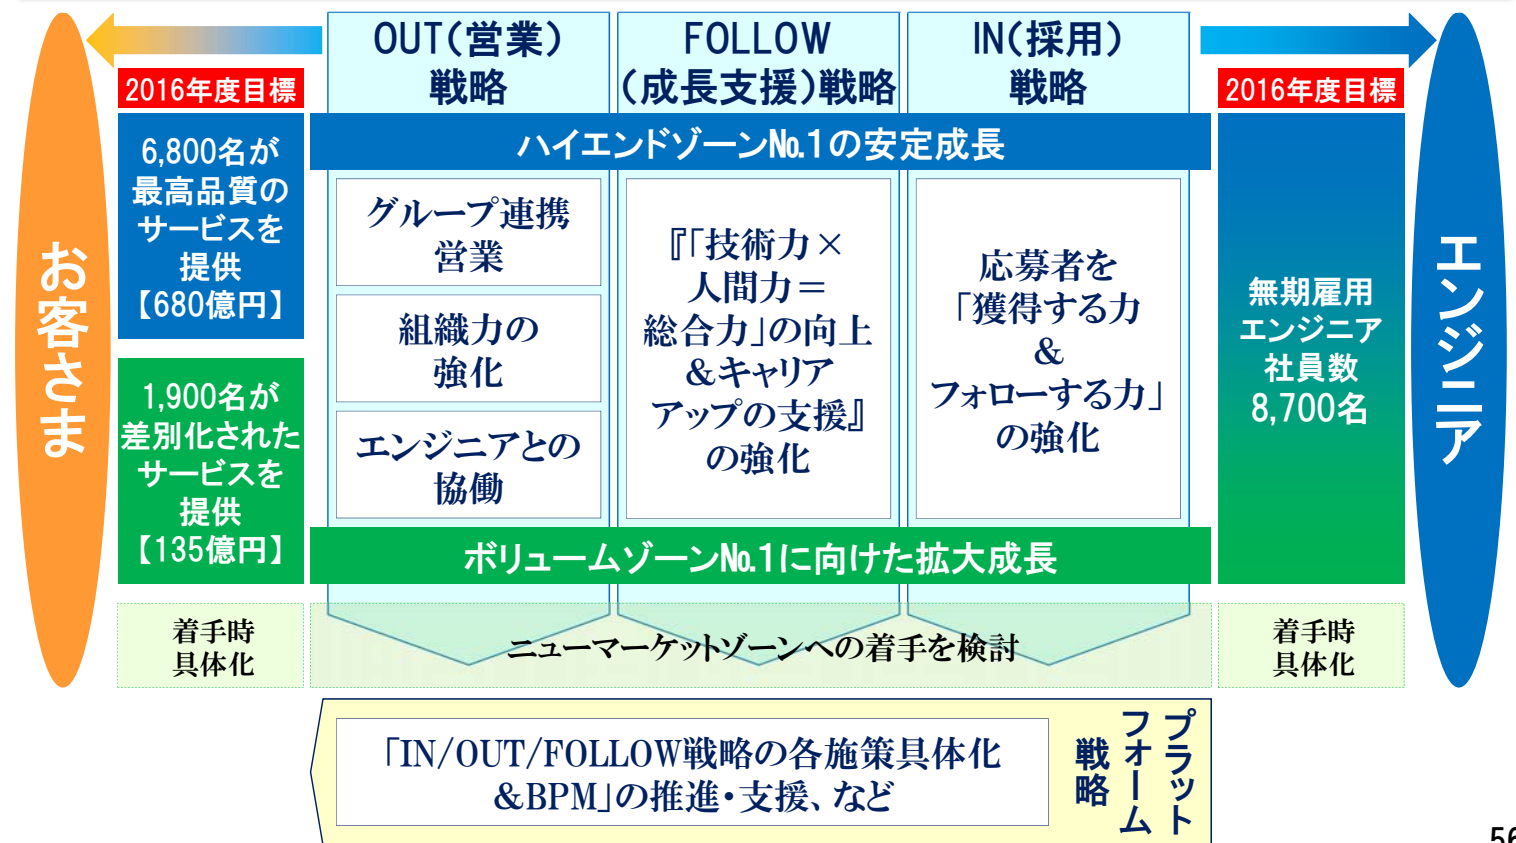 お客さま
2016年度目標
6,800名が
最高品質の
サービスを
提供
【680億円】
1,900名が
差別化された
サービスを
提供
【135億円】
着手時
具体化
OUT(営業)
戦略
FOLLOW
(成長支援)戦略
IN(採用)
戦略
ハイエンドゾーン№1の安定成長
グループ連携
営業
組織力の
強化
エンジニアとの
協働
『「技術力×
人間力=
総合力」の向上
&キャリア
アップの支援』
の強化
応募者を
「獲得する力
&
フォローする力」
の強化
ボリュームゾーン№1に向けた拡大成長
ニューマーケットゾーンへの着手を検討
2016年度目標
無期雇用
エンジニア
社員数
8,700名
着手時
具体化
エンジニア
「IN/OUT/FOLLOW戦略の各施策具体化
&BPM」の推進・支援、など
プラット
フォーム
戦略
56